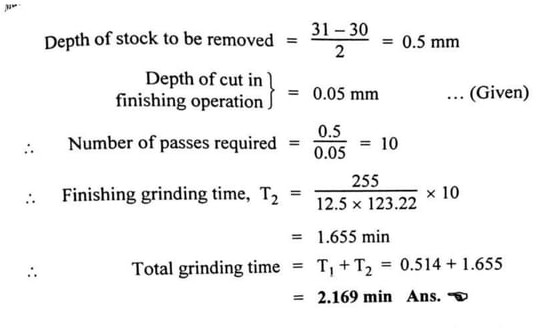 Depth of stock to be removed = 31 – 30 / 2 = 0.5 mm
Depth of cut in finishing operation } = 0.05 mm ... (Given)
∴ Number of passes required = 0.5 / 0.05 = 10
∴ Finishing grinding time, T₂ = 255 / 12.5 × 123.22 × 10
= 1.655 min
∴ Total grinding time = T₁ + T₂ = 0.514 + 1.655
= 2.169 min Ans. ☜